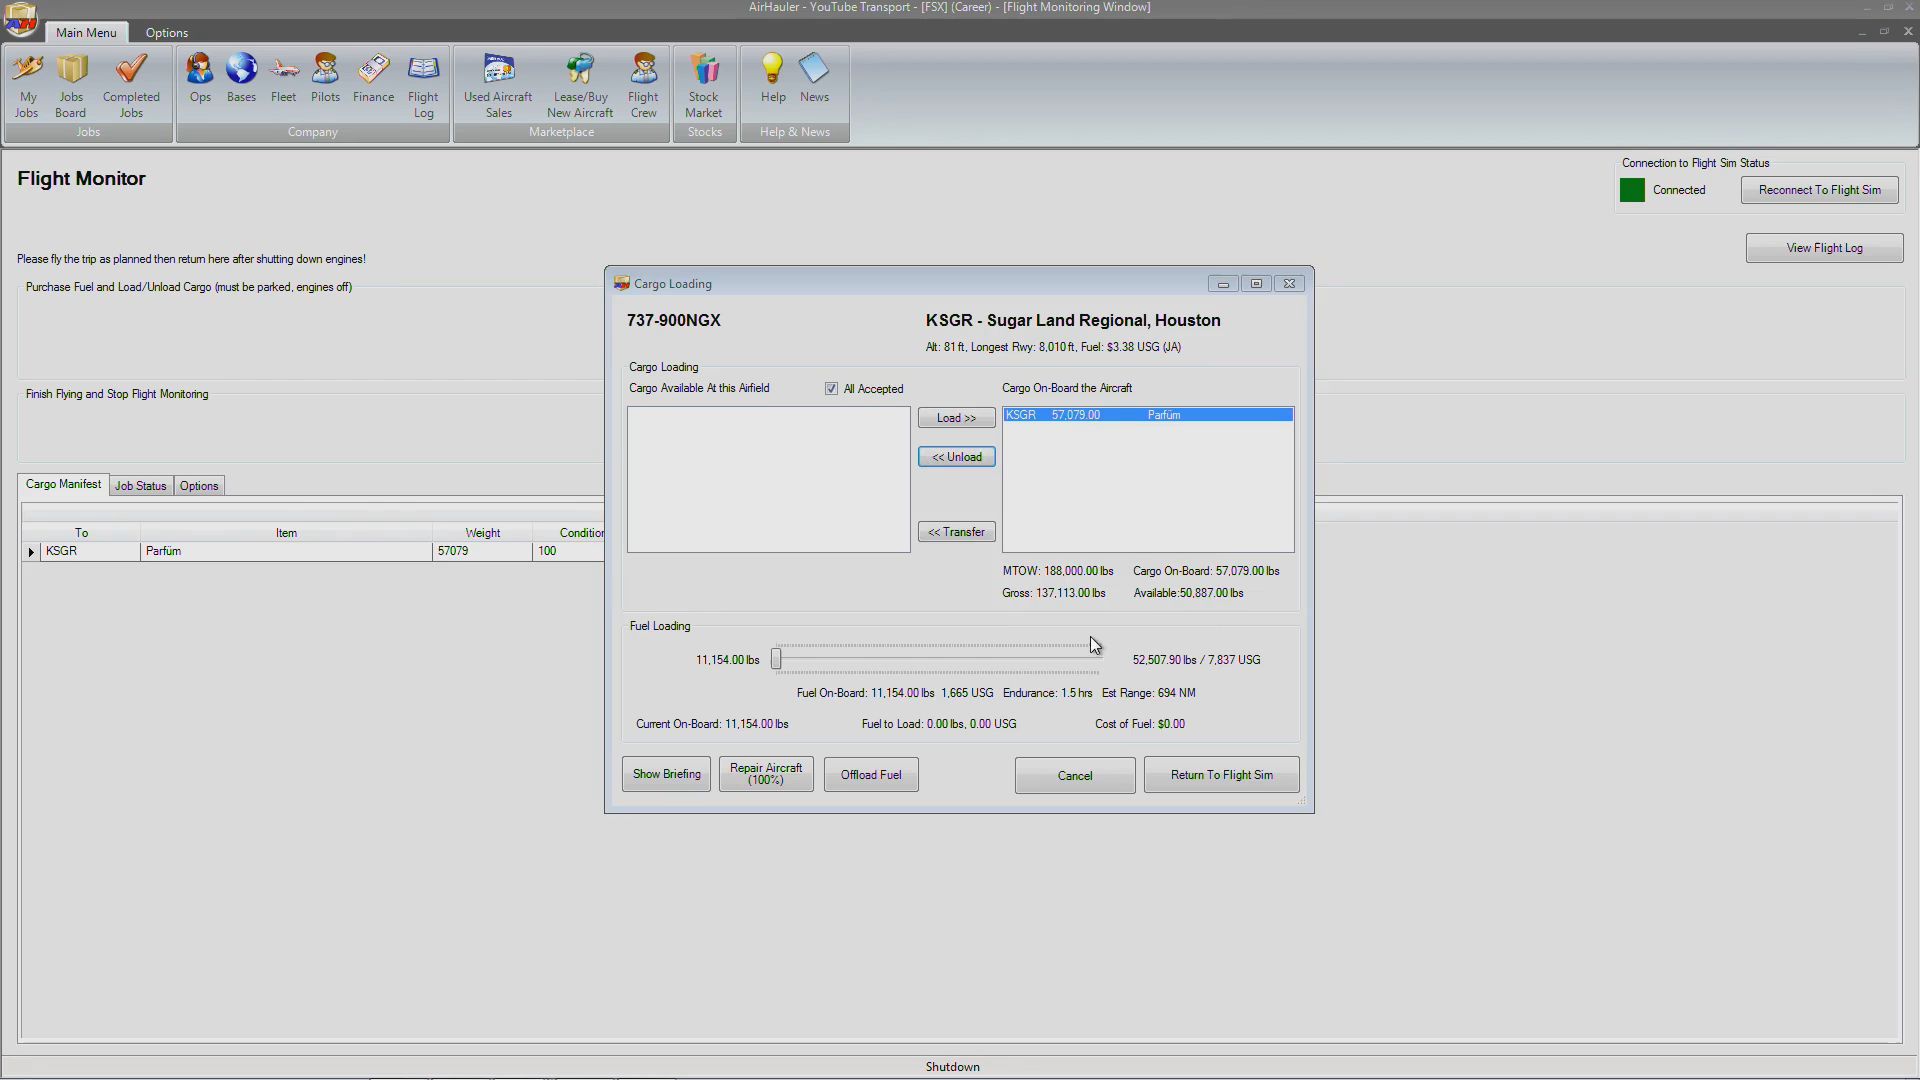 AirHauler - YouTube Transport - [FSX] (Career) - [Flight Monitoring Window]
Main Menu
Options
My Jobs
Jobs Board
Completed Jobs
Jobs
Ops
Bases
Fleet
Pilots
Finance
Flight Log
Company
Used Aircraft Sales
Lease/Buy New Aircraft
Flight Crew
Marketplace
Stock Market
Stocks
Help
News
Help & News
Flight Monitor
Connection to Flight Sim Status
Connected
Reconnect To Flight Sim
View Flight Log
Please fly the trip as planned then return here after shutting down engines!
Purchase Fuel and Load/Unload Cargo (must be parked, engines off)
Finish Flying and Stop Flight Monitoring
Cargo Manifest
Job Status
Options
To Item Weight Condition
KSGR Parfüm 57079 100
Cargo Loading
737-900NGX
KSGR - Sugar Land Regional, Houston
Alt: 81 ft, Longest Rwy: 8,010 ft, Fuel: $3.38 USG (JA)
Cargo Loading
Cargo Available At this Airfield
All Accepted
Cargo On-Board the Aircraft
Load >>
<< Unload
<< Transfer
KSGR 57,079.00 Parfüm
MTOW: 188,000.00 lbs Cargo On-Board: 57,079.00 lbs
Gross: 137,113.00 lbs Available:50,887.00 lbs
Fuel Loading
11,154.00 lbs
52,507.90 lbs / 7,837 USG
Fuel On-Board: 11,154.00 lbs 1,665 USG Endurance: 1.5 hrs Est Range: 694 NM
Current On-Board: 11,154.00 lbs Fuel to Load: 0.00 lbs, 0.00 USG Cost of Fuel: $0.00
Show Briefing
Repair Aircraft (100%)
Offload Fuel
Cancel
Return To Flight Sim
Shutdown